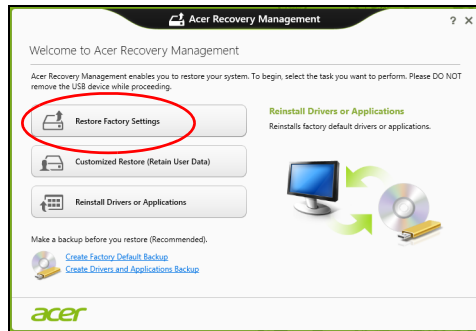 Acer Recovery Management
? X
Welcome to Acer Recovery Management
Acer Recovery Management enables you to restore your system. To begin, select the task you want to perform. Please DO NOT
remove the USB device while proceeding.
Restore Factory Settings
Reinstall Drivers or Applications
Reinstalls factory default drivers or applications.
Customized Restore (Retain User Data)
Reinstall Drivers or Applications
Make a backup before you restore (Recommended).
Create Factory Default Backup
Create Drivers and Applications Backup
acer